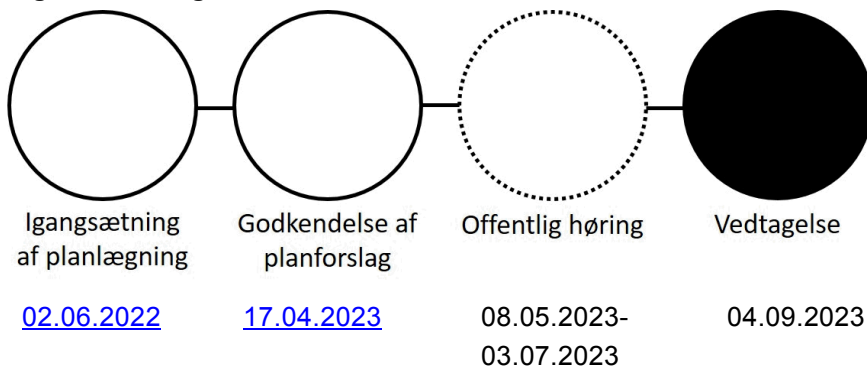 Igangsætning
af planlægning
Godkendelse af
planforslag
Offentlig høring
Vedtagelse
02.06.2022
17.04.2023
08.05.2023-
03.07.2023
04.09.2023